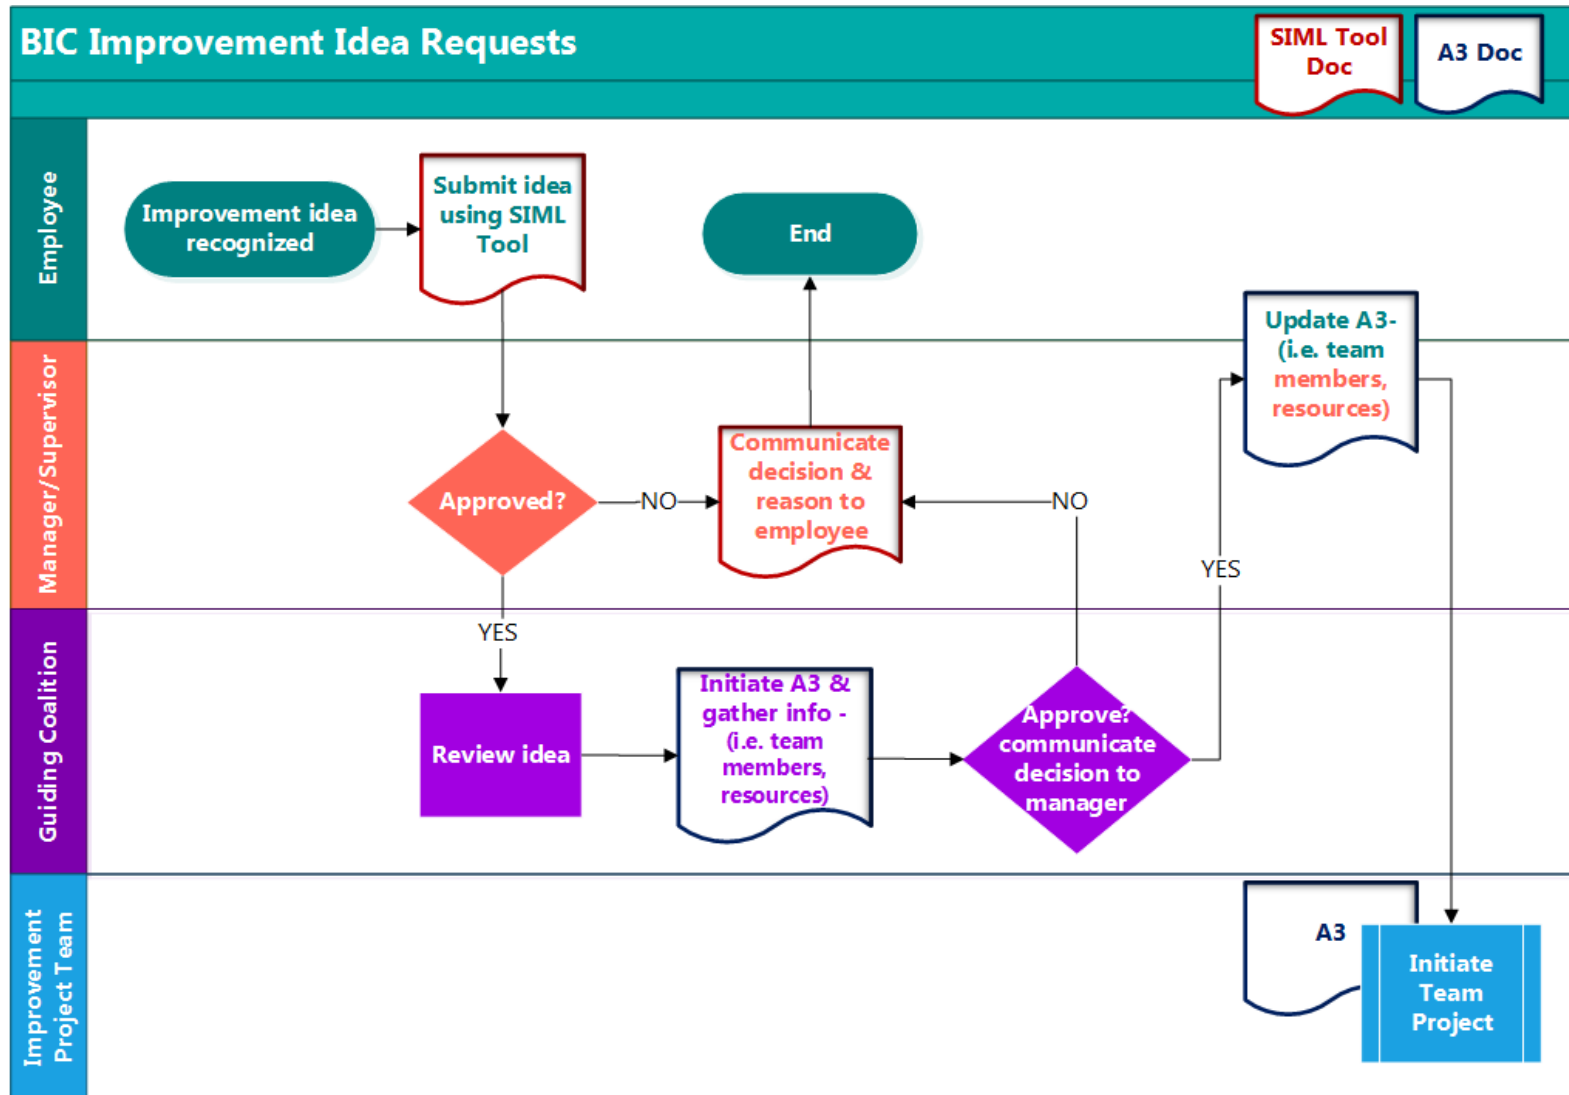 BIC Improvement Idea Requests
SIML Tool
Doc
A3 Doc
Employee
Improvement idea
recognized
Submit idea
using SIML
Tool
End
Update A3-
(i.e. team
members,
resources)
Manager/Supervisor
Approved?
NO
Communicate
decision &
reason to
employee
NO
YES
YES
Guiding Coalition
Review idea
Initiate A3 &
gather info -
(i.e. team
members,
resources)
Approve?
communicate
decision to
manager
Improvement
Project Team
A3
Initiate
Team
Project